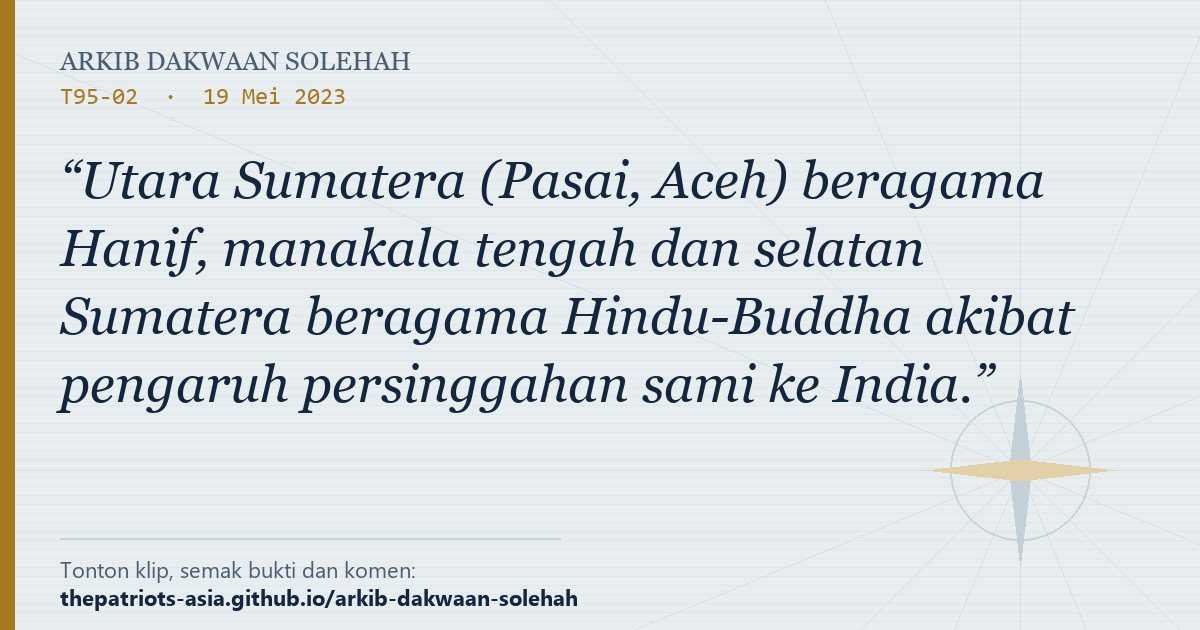 ARKIB DAKWAAN SOLEHAH
T95-02 · 19 Mei 2023
“Utara Sumatera (Pasai, Aceh) beragama
Hanif, manakala tengah dan selatan
Sumatera beragama Hindu-Buddha akibat
pengaruh persinggahan sami ke India.”
Tonton klip, semak bukti dan komen:
thepatriots-asia.github.io/arkib-dakwaan-solehah